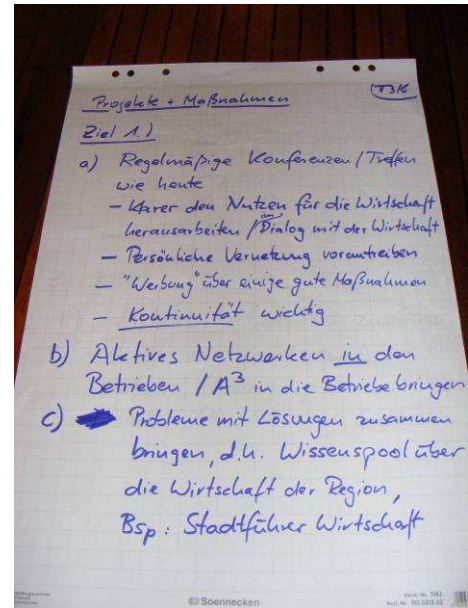 T3/6
Projekte + Maßnahmen
Ziel 1.)
a) Regelmäßige Konferenzen / Treffen
wie heute
- Klarer den Nutzen für die Wirtschaft
herausarbeiten / im Dialog mit der Wirtschaft
- Persönliche Vernetzung vorantreiben
- "Werbung" über einige gute Maßnahmen
- Kontinuität wichtig
b) Aktives Netzwerken in den
Betrieben / A³ in die Betriebe bringen
c) Probleme mit Lösungen zusammen
bringen, d.h. Wissenspool über
die Wirtschaft der Region,
Bsp: Stadtführer Wirtschaft
Soennecken